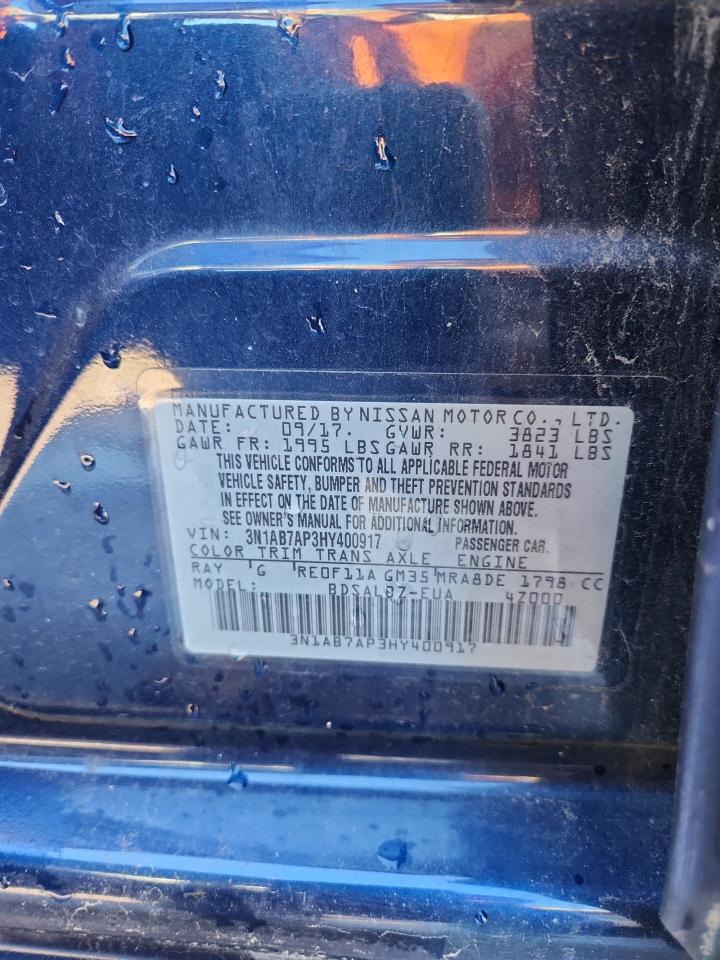 MANUFACTURED BY NISSAN MOTOR CO., LTD.
DATE: 09/17. GVWR: 3823 LBS
GAWR FR: 1995 LBS GAWR RR: 1841 LBS
THIS VEHICLE CONFORMS TO ALL APPLICABLE FEDERAL MOTOR
VEHICLE SAFETY, BUMPER AND THEFT PREVENTION STANDARDS
IN EFFECT ON THE DATE OF MANUFACTURE SHOWN ABOVE.
SEE OWNER'S MANUAL FOR ADDITIONAL INFORMATION.
VIN: 3N1AB7AP3HY400917 PASSENGER CAR.
COLOR TRIM TRANS AXLE ENGINE
RAY G RE0F11A GM35 MRA8DE 1798 CC
MODEL: BDSALBZ-EUA 4Z000
3N1AB7AP3HY400917